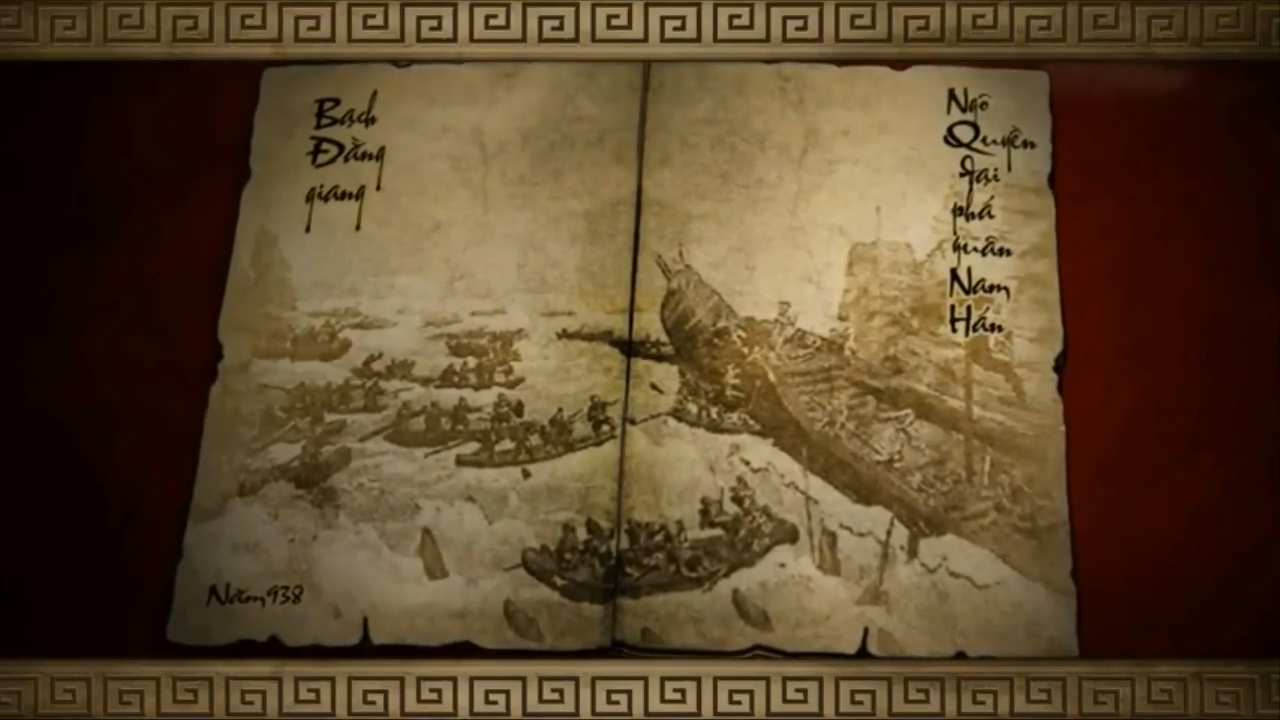 Bạch
Đằng
giang
Ngô
Quyền
đại
phá
quân
Nam
Hán
Năm 938